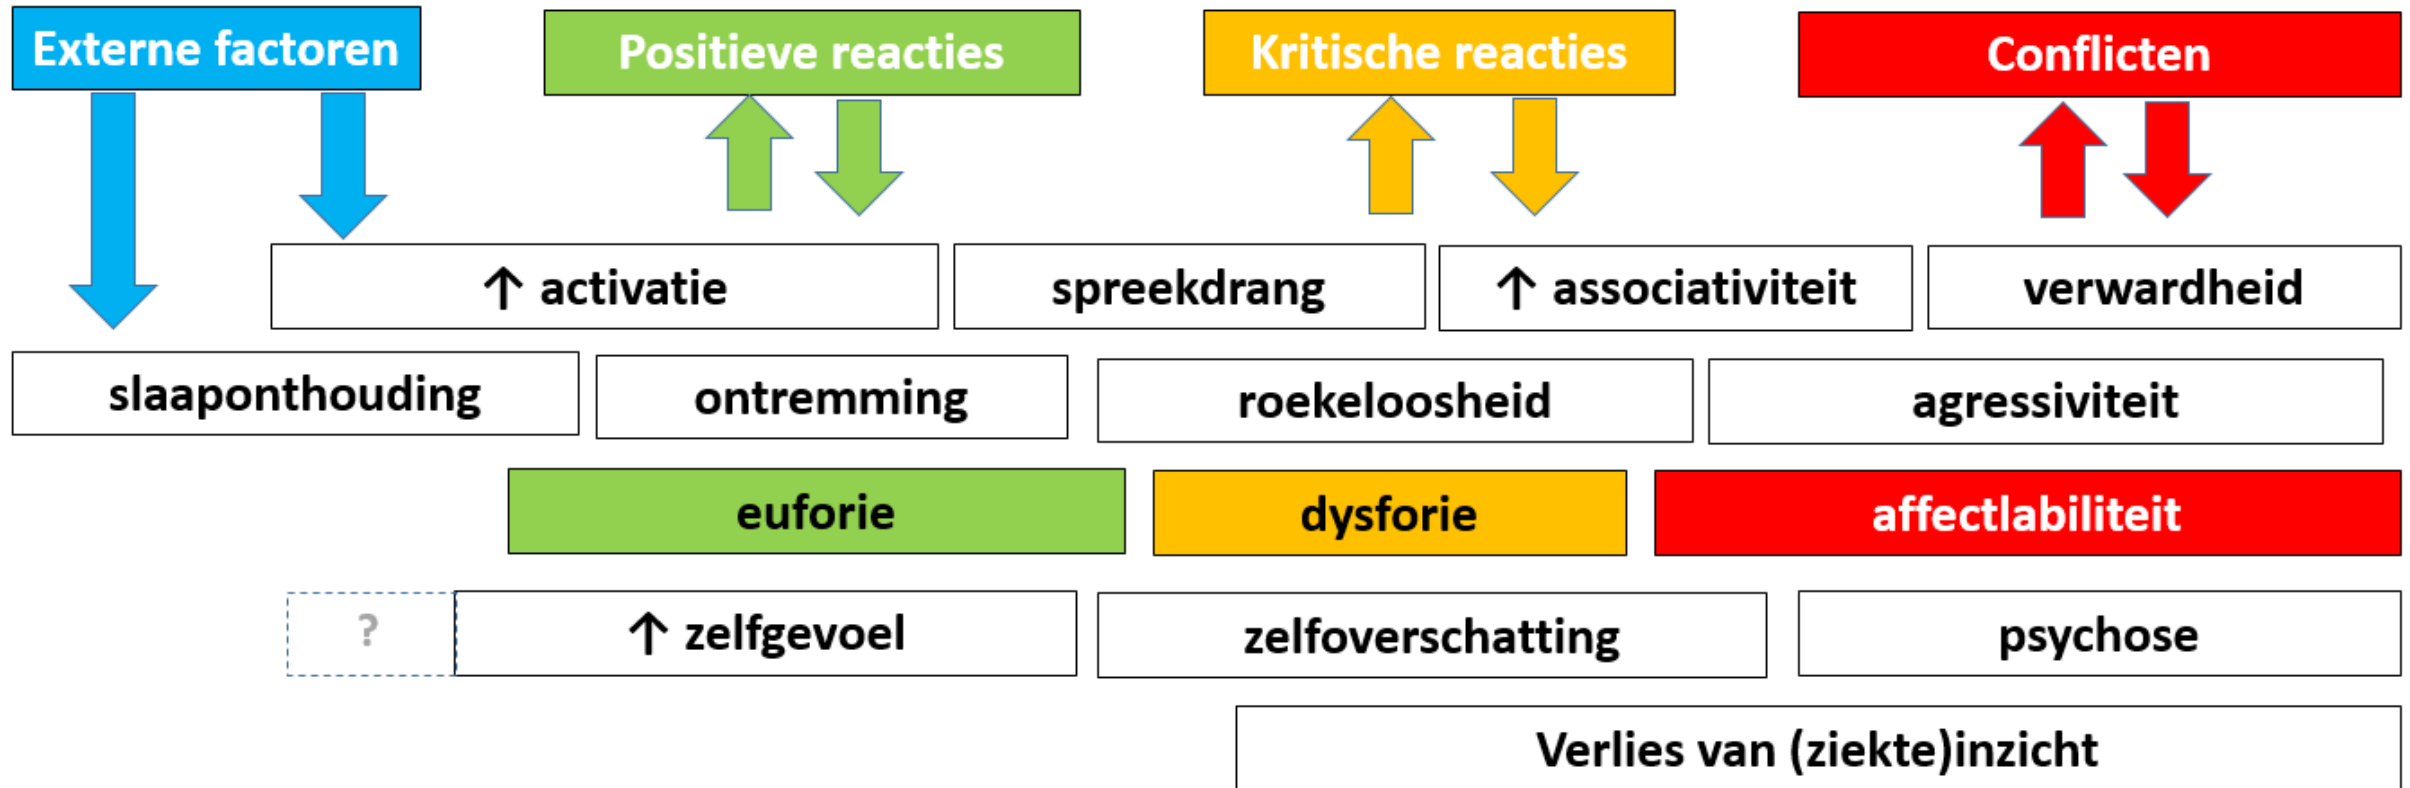 Externe factoren
Positieve reacties
Kritische reacties
Conflicten
↑ activatie
spreekdrang
↑ associativiteit
verwardheid
slaaponthouding
ontremming
roekeloosheid
agressiviteit
euforie
dysforie
affectlabiliteit
?
↑ zelfgevoel
zelfoverschatting
psychose
Verlies van (ziekte)inzicht